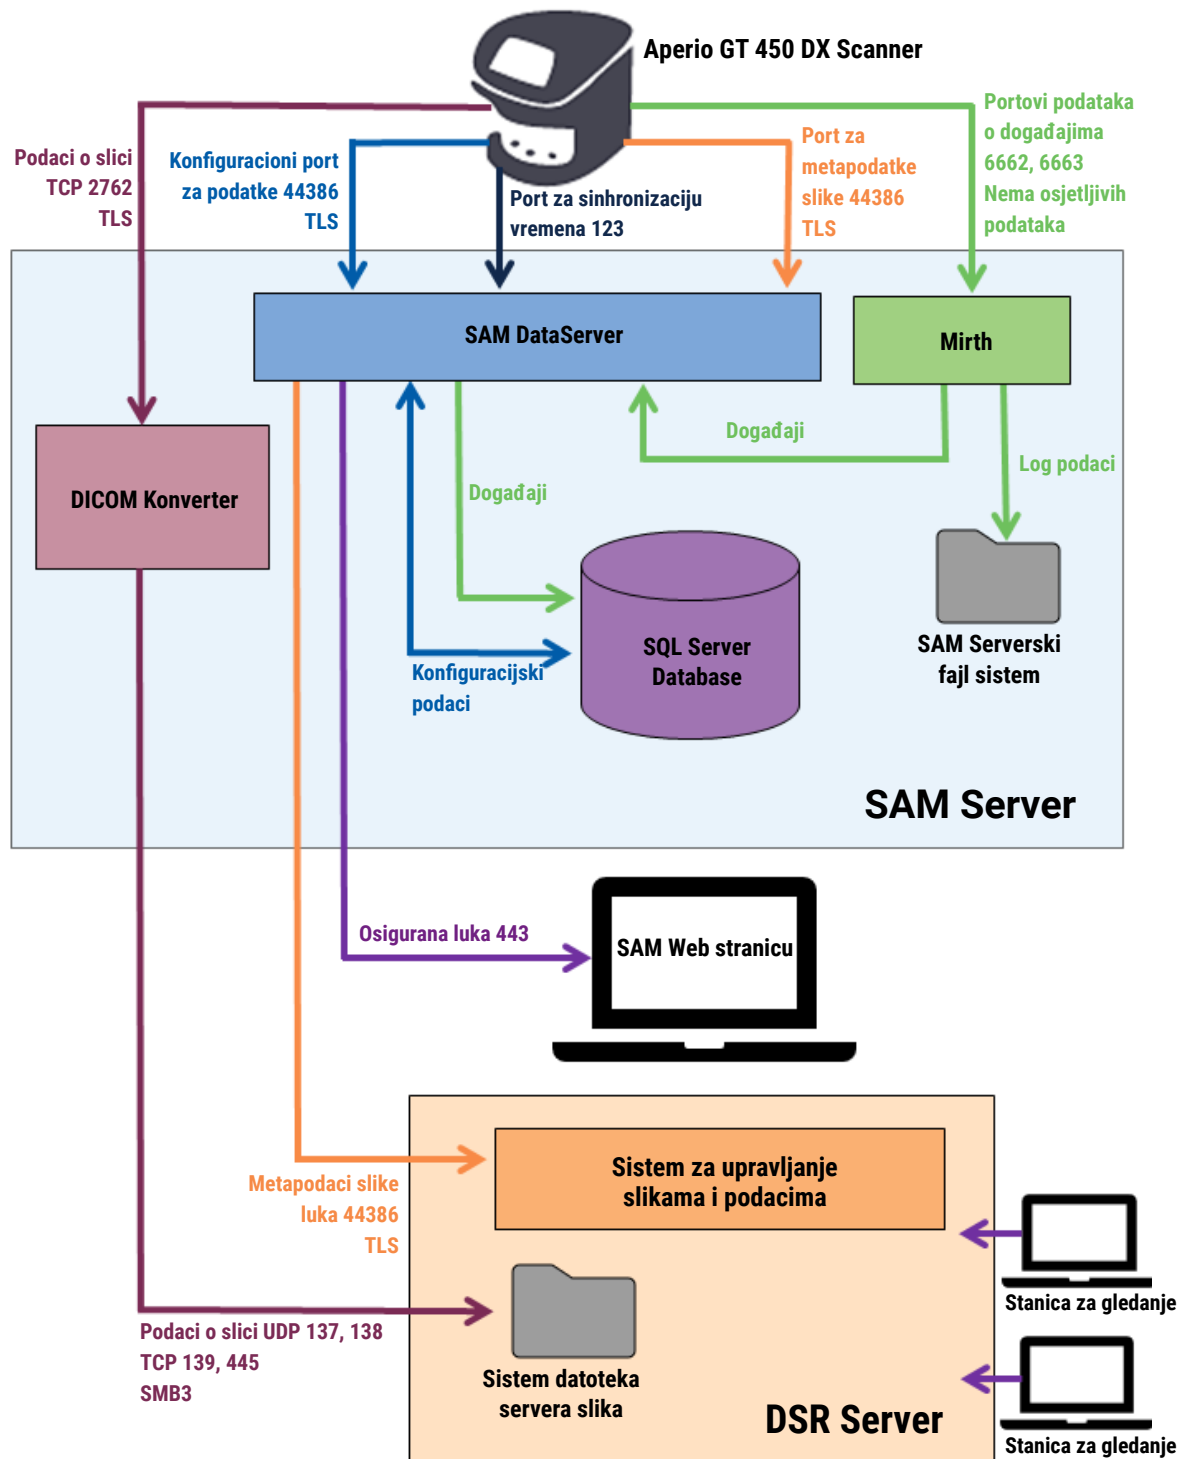 Aperio GT 450 DX Scanner
Podaci o slici
TCP 2762
TLS
Konfiguracioni port
za podatke 44386
TLS
Port za sinhronizaciju
vremena 123
Port za
metapodatke
slike 44386
TLS
Portovi podataka
o događajima
6662, 6663
Nema osjetljivih
podataka
SAM DataServer
Mirth
DICOM Konverter
Događaji
Događaji
Log podaci
Konfiguracijski
podaci
SQL Server
Database
SAM Serverski
fajl sistem
SAM Server
Osigurana luka 443
SAM Web stranicu
Metapodaci slike
luka 44386
TLS
Sistem za upravljanje
slikama i podacima
Podaci o slici UDP 137, 138
TCP 139, 445
SMB3
Sistem datoteka
servera slika
DSR Server
Stanica za gledanje
Stanica za gledanje